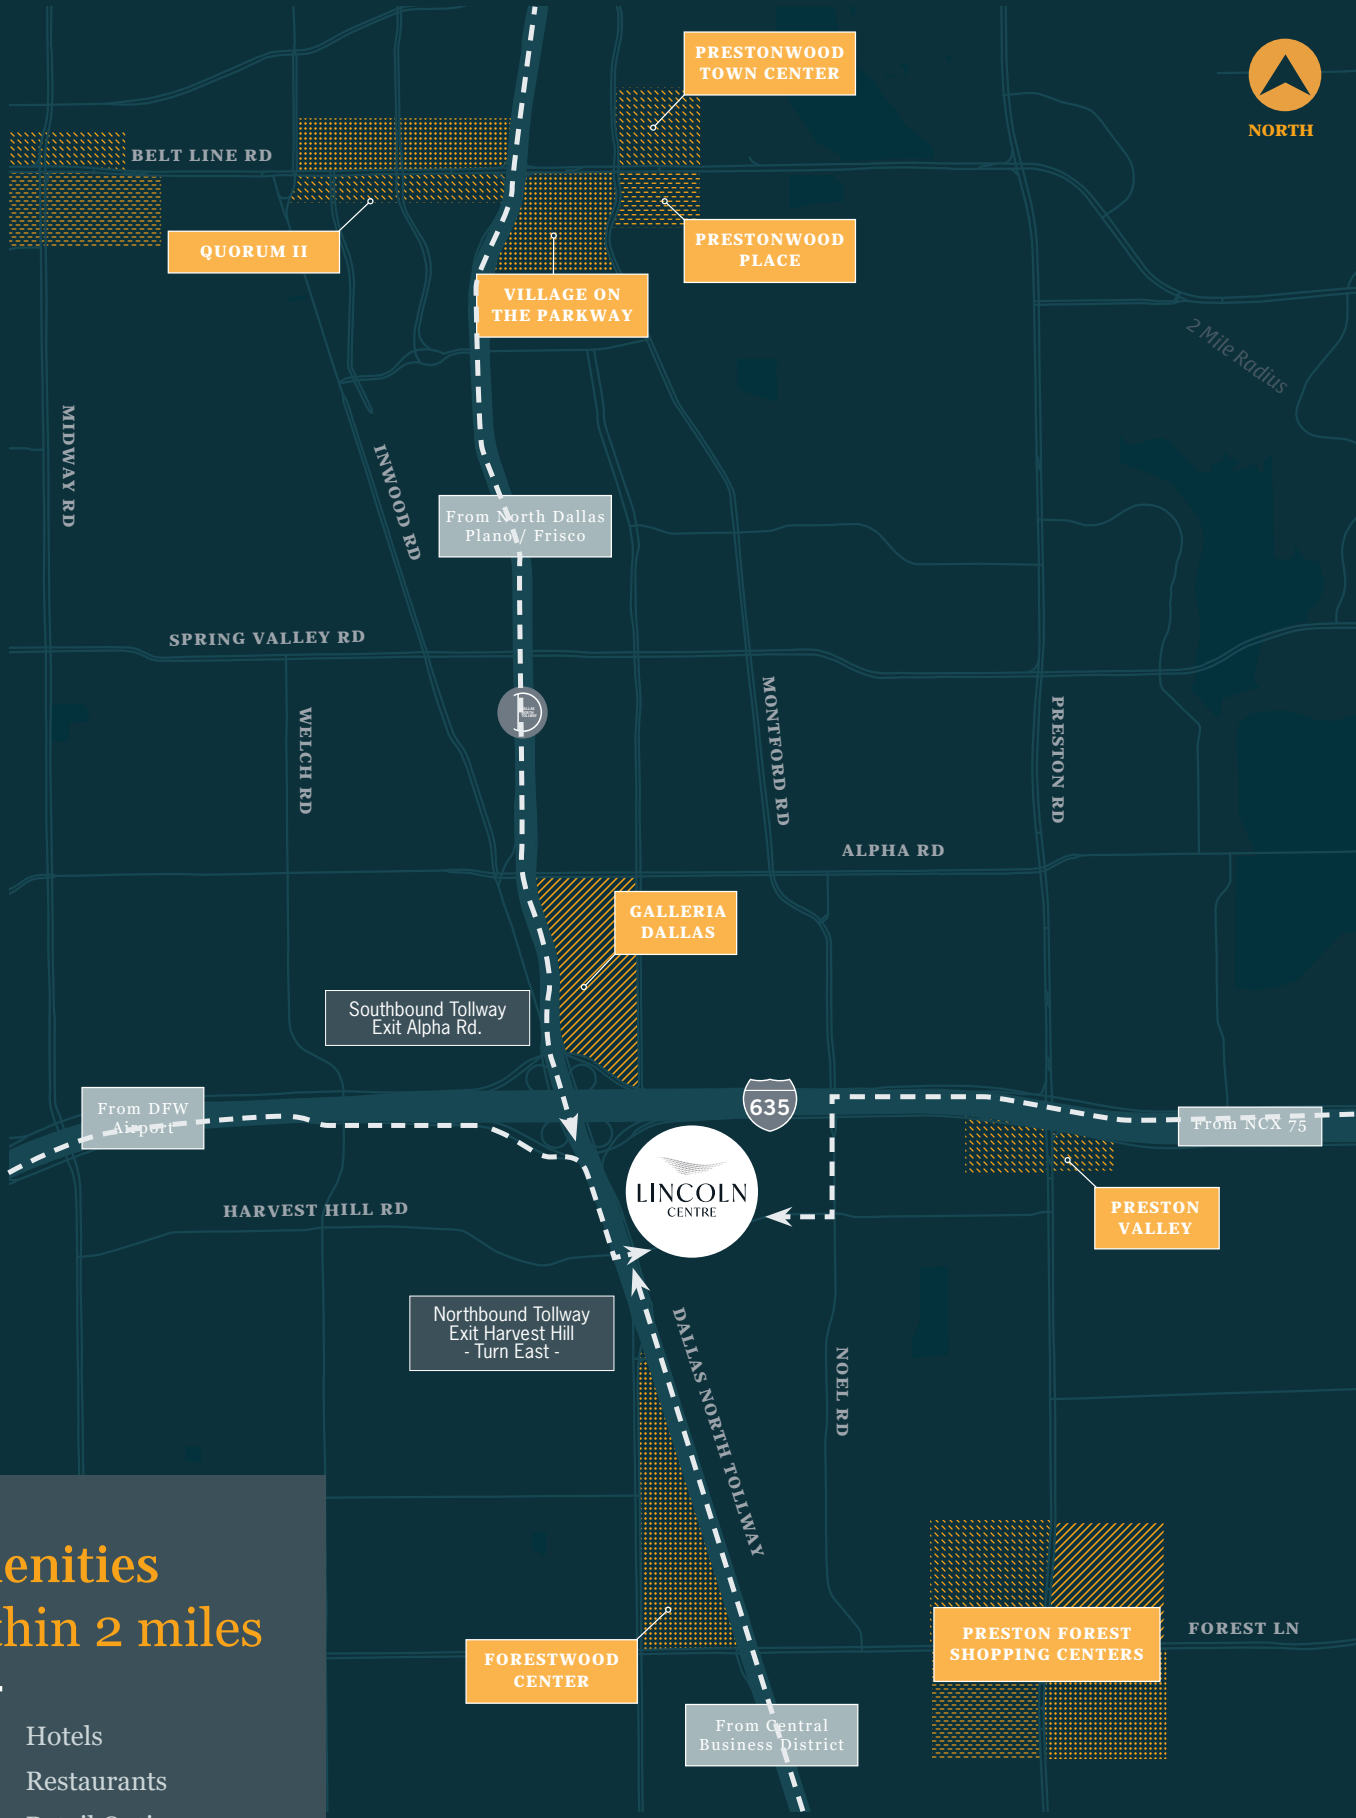 PRESTONWOOD
TOWN CENTER
NORTH
BELT LINE RD
QUORUM II
PRESTONWOOD
PLACE
VILLAGE ON
THE PARKWAY
2 Mile Radius
MIDWAY RD
INWOOD RD
From North Dallas
Plano / Frisco
SPRING VALLEY RD
WELCH RD
MONTFORD RD
PRESTON RD
ALPHA RD
GALLERIA
DALLAS
Southbound Tollway
Exit Alpha Rd.
From DFW
Airport
635
From NCX 75
LINCOLN
CENTRE
HARVEST HILL RD
PRESTON
VALLEY
Northbound Tollway
Exit Harvest Hill
- Turn East -
DALLAS NORTH TOLLWAY
NOEL RD
enities
hin 2 miles
FORESTWOOD
CENTER
PRESTON FOREST
SHOPPING CENTERS
FOREST LN
From Central
Business District
Hotels
Restaurants